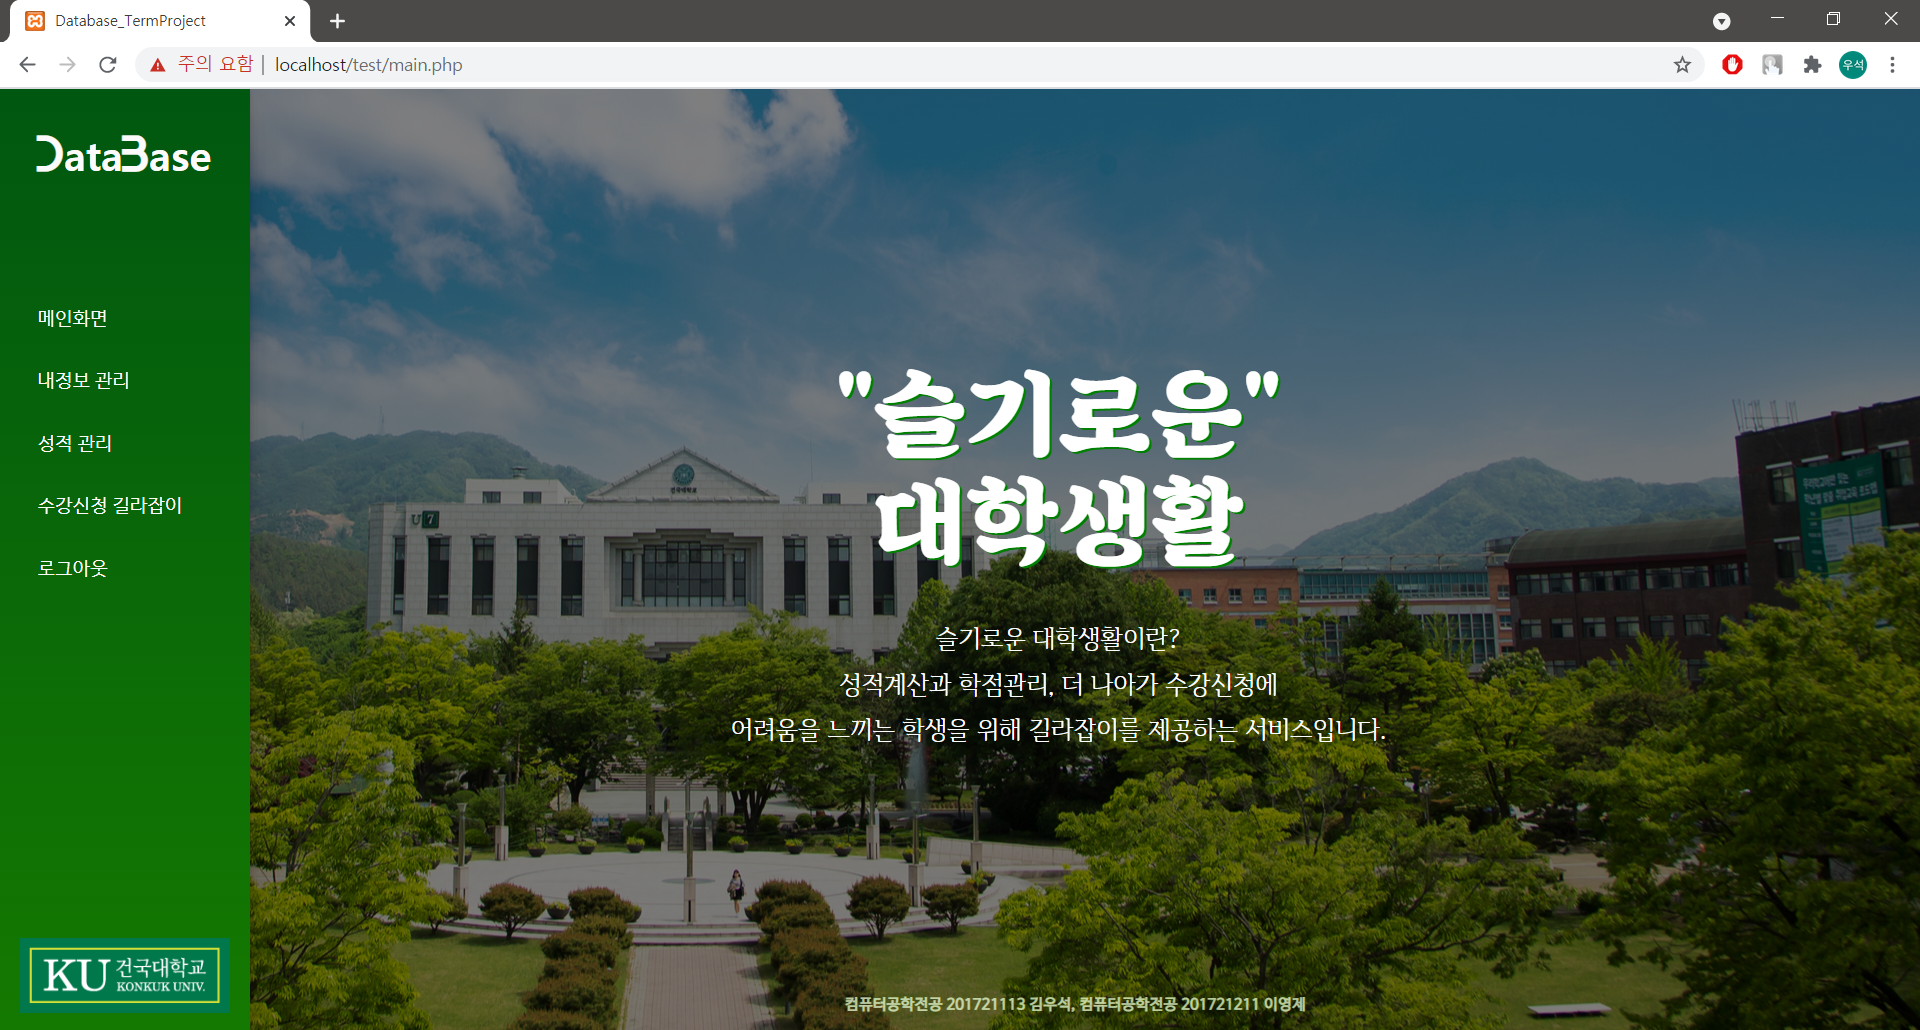 Database_TermProject
주의 요함 | localhost/test/main.php
우석
DataBase
메인화면
내정보 관리
성적 관리
수강신청 길라잡이
로그아웃
건국대학교
U 7
"슬기로운"
대학생활
슬기로운 대학생활이란?
성적계산과 학점관리, 더 나아가 수강신청에
어려움을 느끼는 학생을 위해 길라잡이를 제공하는 서비스입니다.
KU 건국대학교
KONKUK UNIV.
컴퓨터공학전공 201721113 김우석, 컴퓨터공학전공 201721211 이영제